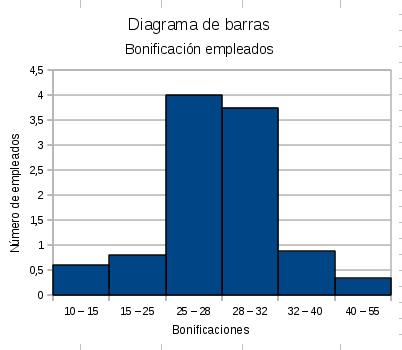 Diagrama de barras
Bonificación empleados
Número de empleados
4,5
4
3,5
3
2,5
2
1,5
1
0,5
0
10 – 15
15 – 25
25 – 28
28 – 32
32 – 40
40 – 55
Bonificaciones